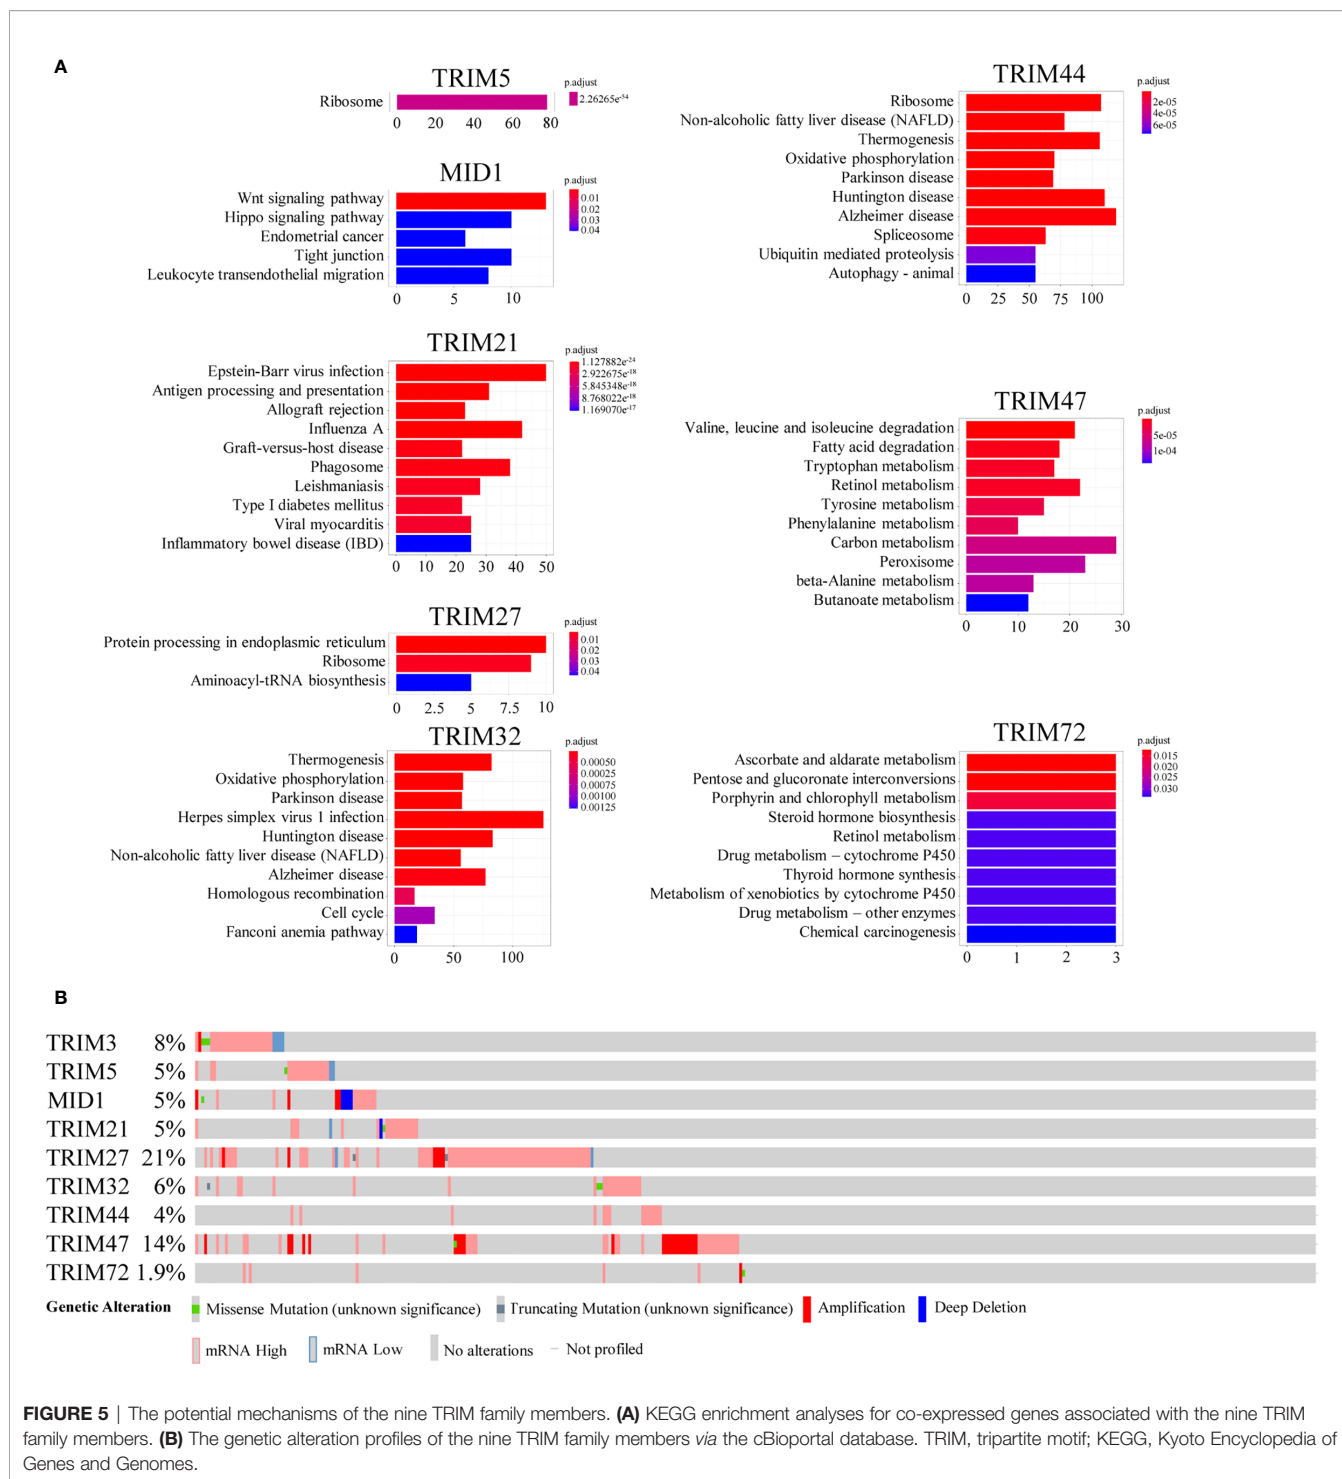 A
TRIM5
p.adjust
Ribosome
2.26265e-54
0 20 40 60 80
MID1
p.adjust
Wnt signaling pathway
Hippo signaling pathway
Endometrial cancer
Tight junction
Leukocyte transendothelial migration
0.01
0.02
0.03
0.04
0 5 10
TRIM21
p.adjust
Epstein-Barr virus infection
Antigen processing and presentation
Allograft rejection
Influenza A
Graft-versus-host disease
Phagosome
Leishmaniasis
Type I diabetes mellitus
Viral myocarditis
Inflammatory bowel disease (IBD)
1.127882e-24
2.922675e-18
5.845348e-18
8.768022e-18
1.169070e-17
0 10 20 30 40 50
TRIM27
p.adjust
Protein processing in endoplasmic reticulum
Ribosome
Aminoacyl-tRNA biosynthesis
0.01
0.02
0.03
0.04
0 2.5 5 7.5 10
TRIM32
p.adjust
Thermogenesis
Oxidative phosphorylation
Parkinson disease
Herpes simplex virus 1 infection
Huntington disease
Non-alcoholic fatty liver disease (NAFLD)
Alzheimer disease
Homologous recombination
Cell cycle
Fanconi anemia pathway
0.00050
0.00025
0.00075
0.00100
0.00125
0 50 100
TRIM44
p.adjust
Ribosome
Non-alcoholic fatty liver disease (NAFLD)
Thermogenesis
Oxidative phosphorylation
Parkinson disease
Huntington disease
Alzheimer disease
Spliceosome
Ubiquitin mediated proteolysis
Autophagy - animal
2e-05
4e-05
6e-05
0 25 50 75 100
TRIM47
p.adjust
Valine, leucine and isoleucine degradation
Fatty acid degradation
Tryptophan metabolism
Retinol metabolism
Tyrosine metabolism
Phenylalanine metabolism
Carbon metabolism
Peroxisome
beta-Alanine metabolism
Butanoate metabolism
5e-05
1e-04
0 10 20 30
TRIM72
p.adjust
Ascorbate and aldarate metabolism
Pentose and glucoronate interconversions
Porphyrin and chlorophyll metabolism
Steroid hormone biosynthesis
Retinol metabolism
Drug metabolism – cytochrome P450
Thyroid hormone synthesis
Metabolism of xenobiotics by cytochrome P450
Drug metabolism – other enzymes
Chemical carcinogenesis
0.015
0.020
0.025
0.030
0 1 2 3
B
TRIM3 8%
TRIM5 5%
MID1 5%
TRIM21 5%
TRIM27 21%
TRIM32 6%
TRIM44 4%
TRIM47 14%
TRIM72 1.9%
Genetic Alteration Missense Mutation (unknown significance) Truncating Mutation (unknown significance) Amplification Deep Deletion
mRNA High mRNA Low No alterations Not profiled
FIGURE 5 | The potential mechanisms of the nine TRIM family members. (A) KEGG enrichment analyses for co-expressed genes associated with the nine TRIM
family members. (B) The genetic alteration profiles of the nine TRIM family members via the cBioportal database. TRIM, tripartite motif; KEGG, Kyoto Encyclopedia of
Genes and Genomes.